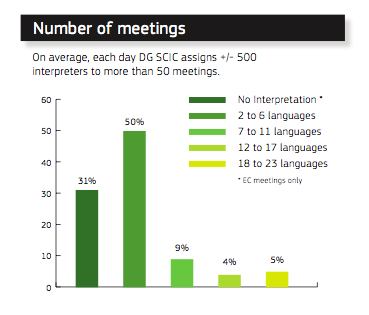 Number of meetings
On average, each day DG SCIC assigns +/- 500
interpreters to more than 50 meetings.
60
50
40
30
20
10
0
31%
50%
9%
4%
5%
No Interpretation *
2 to 6 languages
7 to 11 languages
12 to 17 languages
18 to 23 languages
* EC meetings only